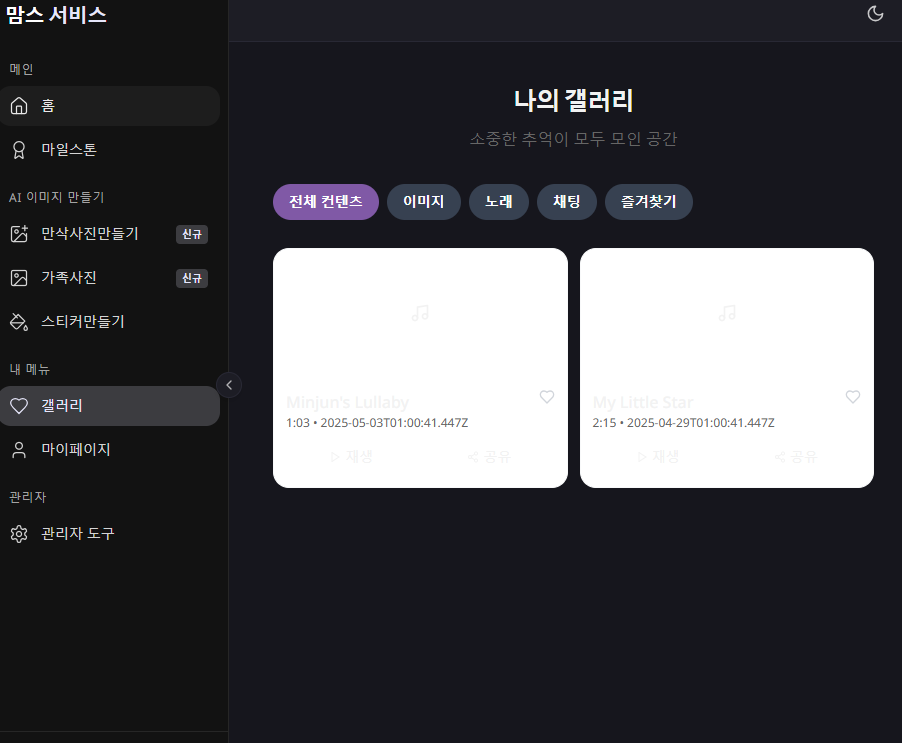 맘스 서비스
메인
홈
마일스톤
AI 이미지 만들기
만삭사진만들기 신규
가족사진 신규
스티커만들기
내 메뉴
갤러리
마이페이지
관리자
관리자 도구
나의 갤러리
소중한 추억이 모두 모인 공간
전체 컨텐츠 이미지 노래 채팅 즐겨찾기
Minjun's Lullaby
1:03 • 2025-05-03T01:00:41.447Z
재생 공유
My Little Star
2:15 • 2025-04-29T01:00:41.447Z
재생 공유